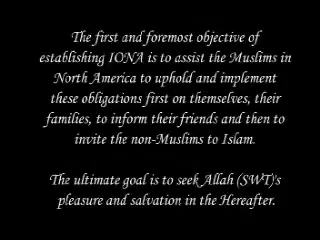 The first and foremost objective of
establishing IONA is to assist the Muslims in
North America to uphold and implement
these obligations first on themselves, their
families, to inform their friends and then to
invite the non-Muslims to Islam.
The ultimate goal is to seek Allah (SWT)'s
pleasure and salvation in the Hereafter.